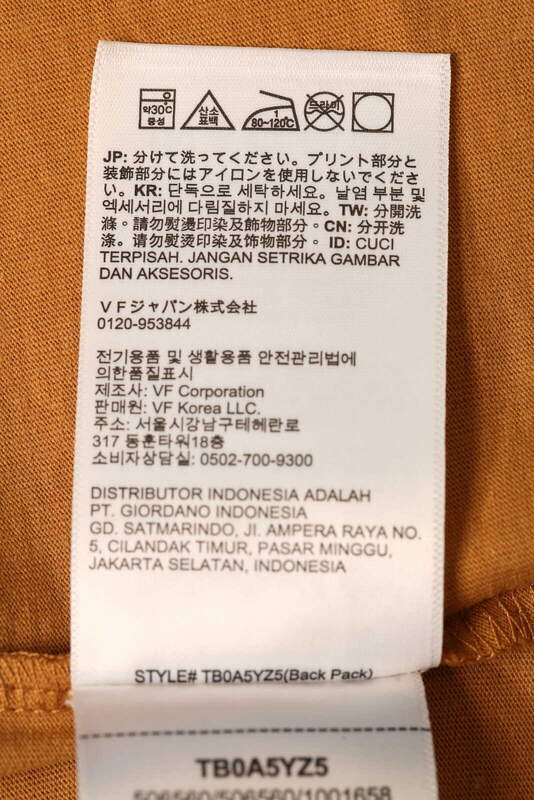 약30℃
중성
산소
표백
1
80~120℃
드라이
JP: 分けて洗ってください。プリント部分と
装飾部分にはアイロンを使用しないでくださ
い。KR: 단독으로 세탁하세요. 날염 부분 및
엑세서리에 다림질하지 마세요. TW: 分開洗
滌。請勿熨燙印染及飾物部分。CN: 分开洗
涤。请勿熨烫印染及饰物部分。ID: CUCI
TERPISAH. JANGAN SETRIKA GAMBAR
DAN AKSESORIS.
VFジャパン株式会社
0120-953844
전기용품 및 생활용품 안전관리법에
의한품질표시
제조사: VF Corporation
판매원: VF Korea LLC.
주소: 서울시강남구테헤란로
317 동훈타워18층
소비자상담실: 0502-700-9300
DISTRIBUTOR INDONESIA ADALAH
PT. GIORDANO INDONESIA
GD. SATMARINDO, JI. AMPERA RAYA NO.
5, CILANDAK TIMUR, PASAR MINGGU,
JAKARTA SELATAN, INDONESIA
STYLE# TB0A5YZ5(Back Pack)
TB0A5YZ5
506560/506560/1001658